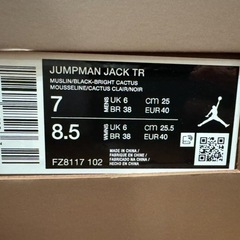 JUMPMAN JACK TR
MUSLIN/BLACK-BRIGHT CACTUS
MOUSSELINE/CACTUS CLAIR/NOIR
7 MENS UK 6 CM 25
BR 38 EUR 40
8.5 WMNS UK 6 CM 25.5
BR 38 EUR 40
FZ8117 102
MADE IN CHINA
FABRIQUE EN CHINE
FABRICADO EN CHINA